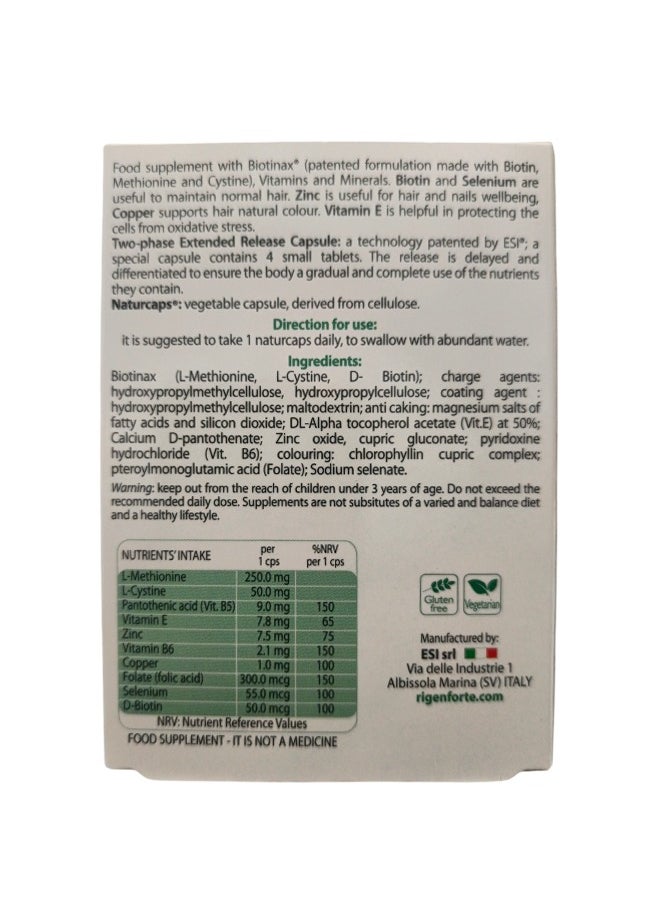 Food supplement with Biotinax® (patented formulation made with Biotin,
Methionine and Cystine), Vitamins and Minerals. Biotin and Selenium are
useful to maintain normal hair. Zinc is useful for hair and nails wellbeing,
Copper supports hair natural colour. Vitamin E is helpful in protecting the
cells from oxidative stress.
Two-phase Extended Release Capsule: a technology patented by ESI®; a
special capsule contains 4 small tablets. The release is delayed and
differentiated to ensure the body a gradual and complete use of the nutrients
they contain.
Naturcaps®: vegetable capsule, derived from cellulose.
Direction for use:
it is suggested to take 1 naturcaps daily, to swallow with abundant water.
Ingredients:
Biotinax (L-Methionine, L-Cystine, D- Biotin); charge agents:
hydroxypropylmethylcellulose, hydroxypropylcellulose; coating agent :
hydroxypropylmethylcellulose; maltodextrin; anti caking: magnesium salts of
fatty acids and silicon dioxide; DL-Alpha tocopherol acetate (Vit.E) at 50%;
Calcium D-pantothenate; Zinc oxide, cupric gluconate; pyridoxine
hydrochloride (Vit. B6); colouring: chlorophyllin cupric complex;
pteroylmonoglutamic acid (Folate); Sodium selenate.
Warning: keep out from the reach of children under 3 years of age. Do not exceed the
recommended daily dose. Supplements are not subsitutes of a varied and balance diet
and a healthy lifestyle.
NUTRIENTS' INTAKE per 1 cps %NRV per 1 cps
L-Methionine 250.0 mg
L-Cystine 50.0 mg
Pantothenic acid (Vit. B5) 9.0 mg 150
Vitamin E 7.8 mg 65
Zinc 7.5 mg 75
Vitamin B6 2.1 mg 150
Copper 1.0 mg 100
Folate (folic acid) 300.0 mcg 150
Selenium 55.0 mcg 100
D-Biotin 50.0 mcg 100
NRV: Nutrient Reference Values
FOOD SUPPLEMENT - IT IS NOT A MEDICINE
Gluten free
Vegetarian
Manufactured by:
ESI srl
Via delle Industrie 1
Albissola Marina (SV) ITALY
rigenforte.com